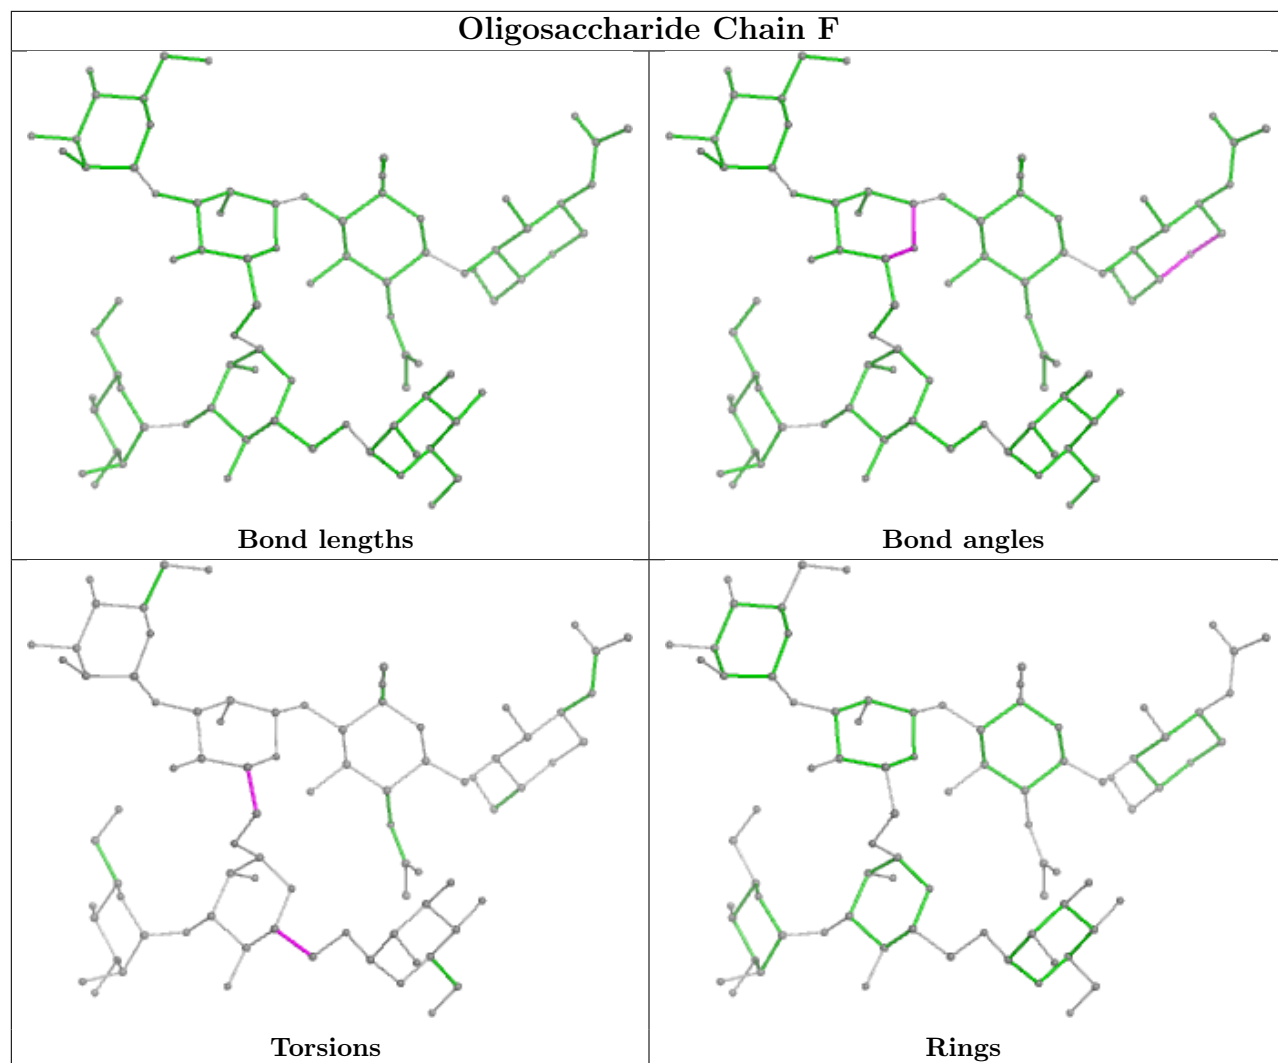 Oligosaccharide Chain F
Bond lengths
Bond angles
Torsions
Rings